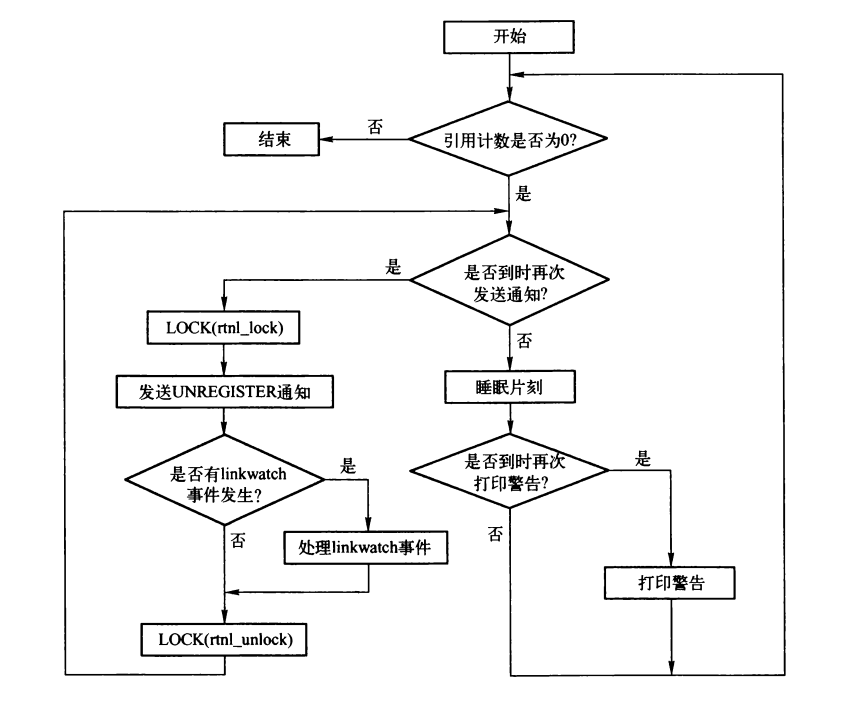 开始
引用计数是否为0?
否
结束
是
是否到时再次
发送通知?
是
LOCK(rtnl_lock)
发送UNREGISTER通知
是否有linkwatch
事件发生?
是
处理linkwatch事件
否
LOCK(rtnl_unlock)
否
睡眠片刻
是否到时再次
打印警告?
是
打印警告
否